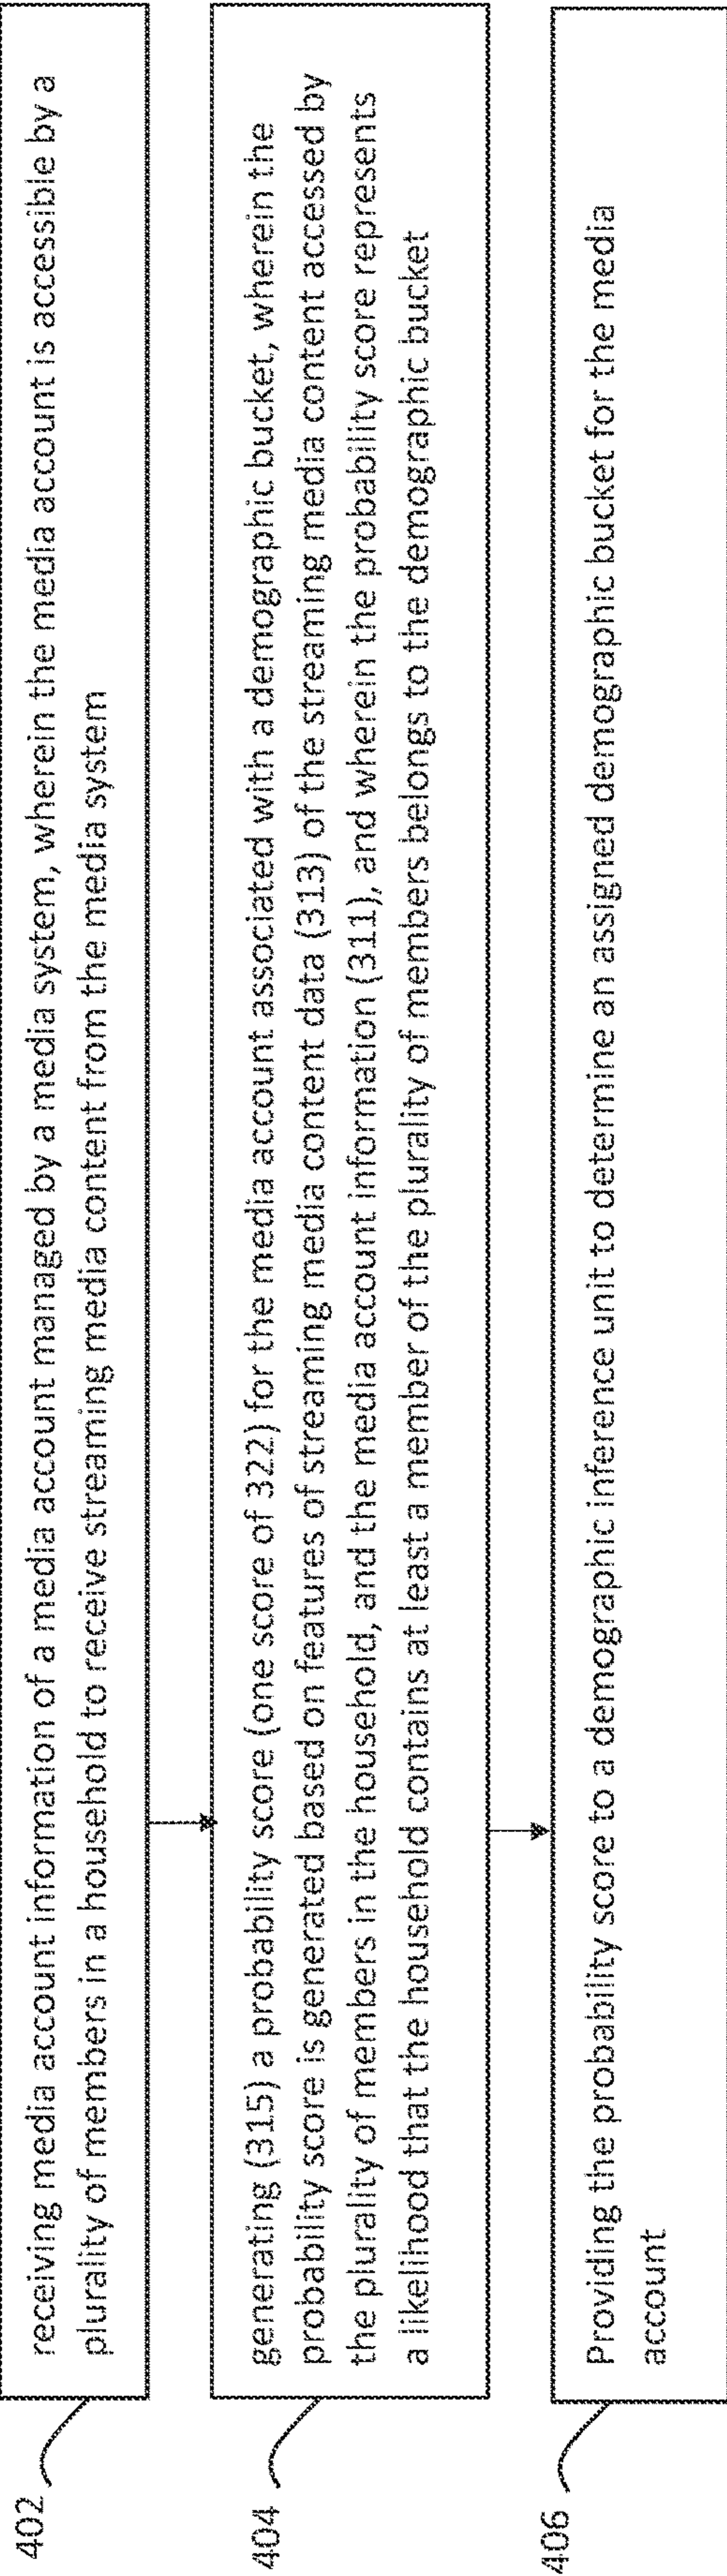 402
receiving media account information of a media account managed by a media system, wherein the media account is accessible by a
plurality of members in a household to receive streaming media content from the media system
404
generating (315) a probability score (one score of 322) for the media account associated with a demographic bucket, wherein the
probability score is generated based on features of streaming media content data (313) of the streaming media content accessed by
the plurality of members in the household, and the media account information (311), and wherein the probability score represents
a likelihood that the household contains at least a member of the plurality of members belongs to the demographic bucket
406
Providing the probability score to a demographic inference unit to determine an assigned demographic bucket for the media
account